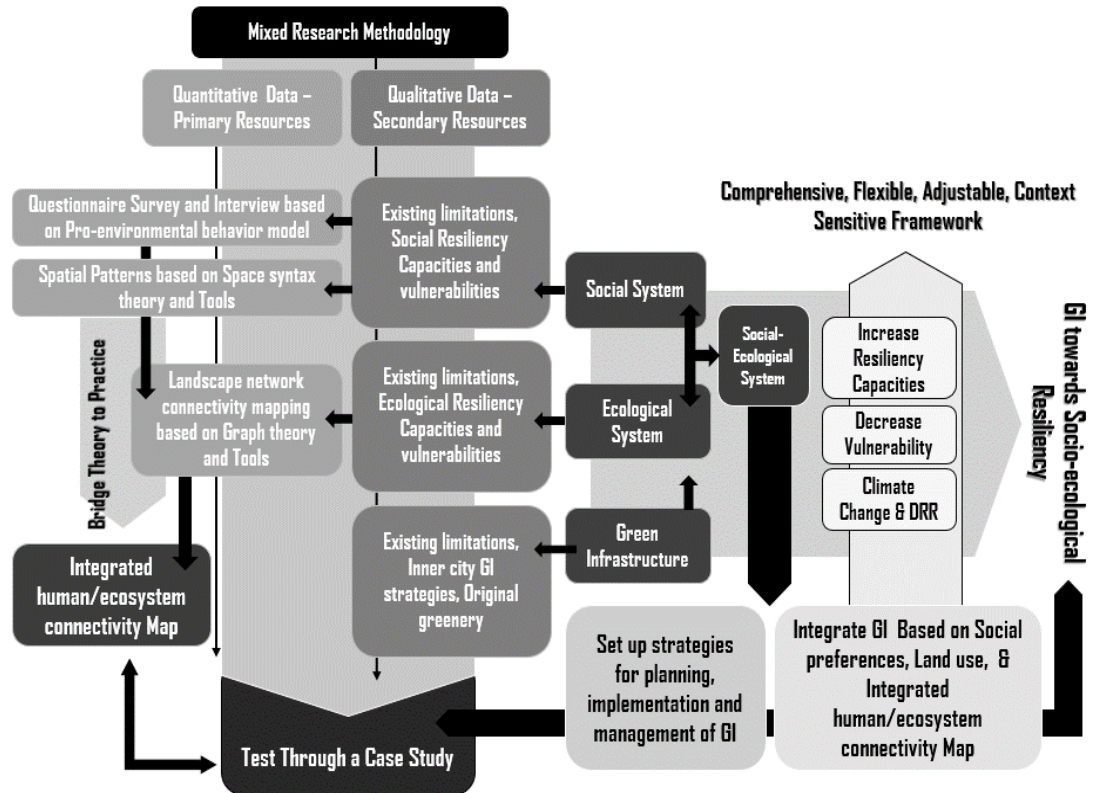 Mixed Research Methodology
Quantitative Data –
Primary Resources
Qualitative Data –
Secondary Resources
Questionnaire Survey and Interview based
on Pro-environmental behavior model
Spatial Patterns based on Space syntax
theory and Tools
Existing limitations,
Social Resiliency
Capacities and
vulnerabilities
Social System
Social-
Ecological
System
Comprehensive, Flexible, Adjustable, Context
Sensitive Framework
Increase
Resiliency
Capacities
Decrease
Vulnerability
Climate
Change & DRR
GI towards Socio-ecological
Resiliency
Bridge Theory to Practice
Landscape network
connectivity mapping
based on Graph theory
and Tools
Existing limitations,
Ecological Resiliency
Capacities and
vulnerabilities
Ecological
System
Integrated
human/ecosystem
connectivity Map
Existing limitations,
Inner city GI
strategies, Original
greenery
Green
Infrastructure
Set up strategies
for planning,
implementation and
management of GI
Integrate GI Based on Social
preferences, Land use, &
Integrated
human/ecosystem
connectivity Map
Test Through a Case Study